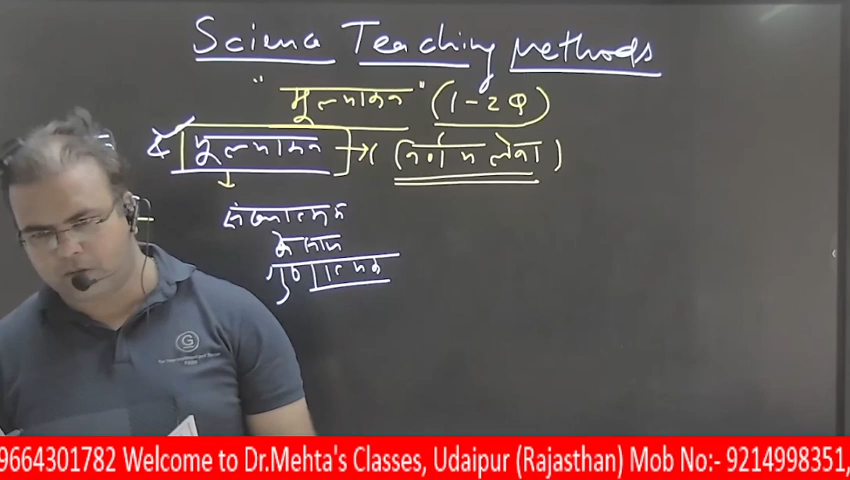 Sciena Teaching methods
"मूल्यांकन" (1-2 Q)
मूल्यांकन → (निर्णय लेना)
संख्यात्मक
के साथ
गुणात्मक
G
9664301782 Welcome to Dr.Mehta's Classes, Udaipur (Rajasthan) Mob No:- 9214998351,